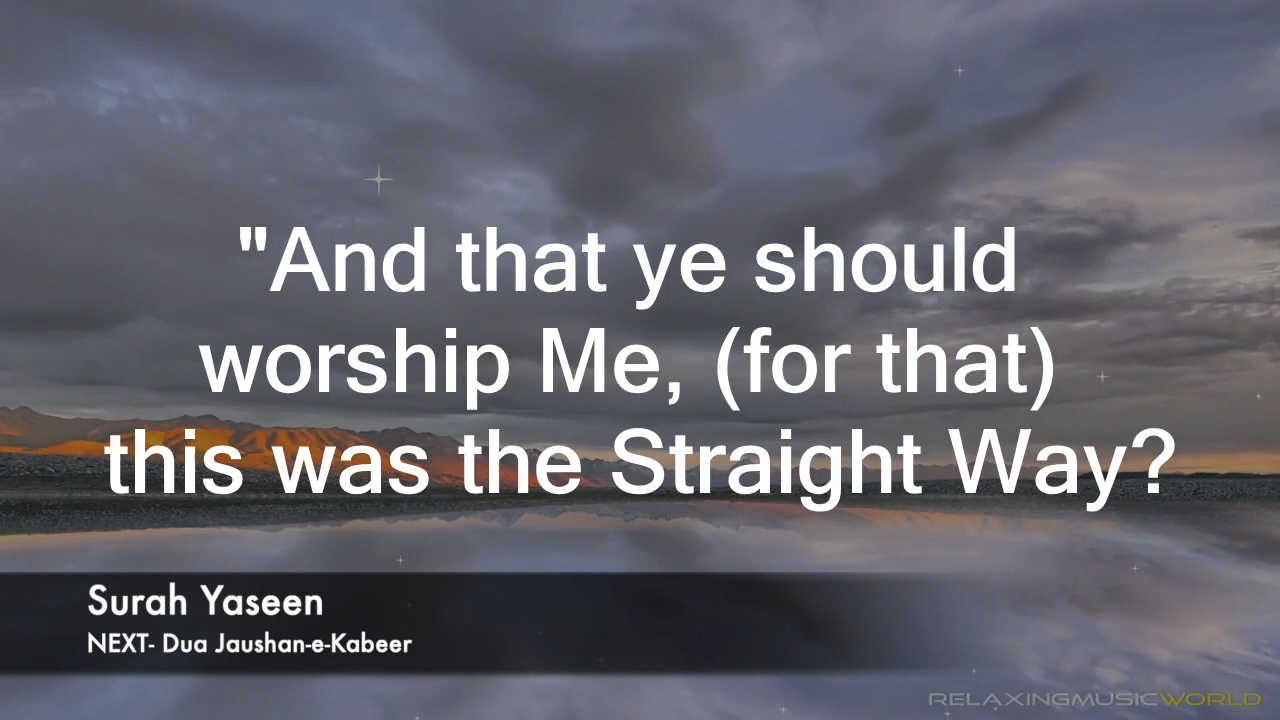 "And that ye should
worship Me, (for that)
this was the Straight Way?
Surah Yaseen
NEXT- Dua Jaushan-e-Kabeer
RELAXINGMUSICWORLD